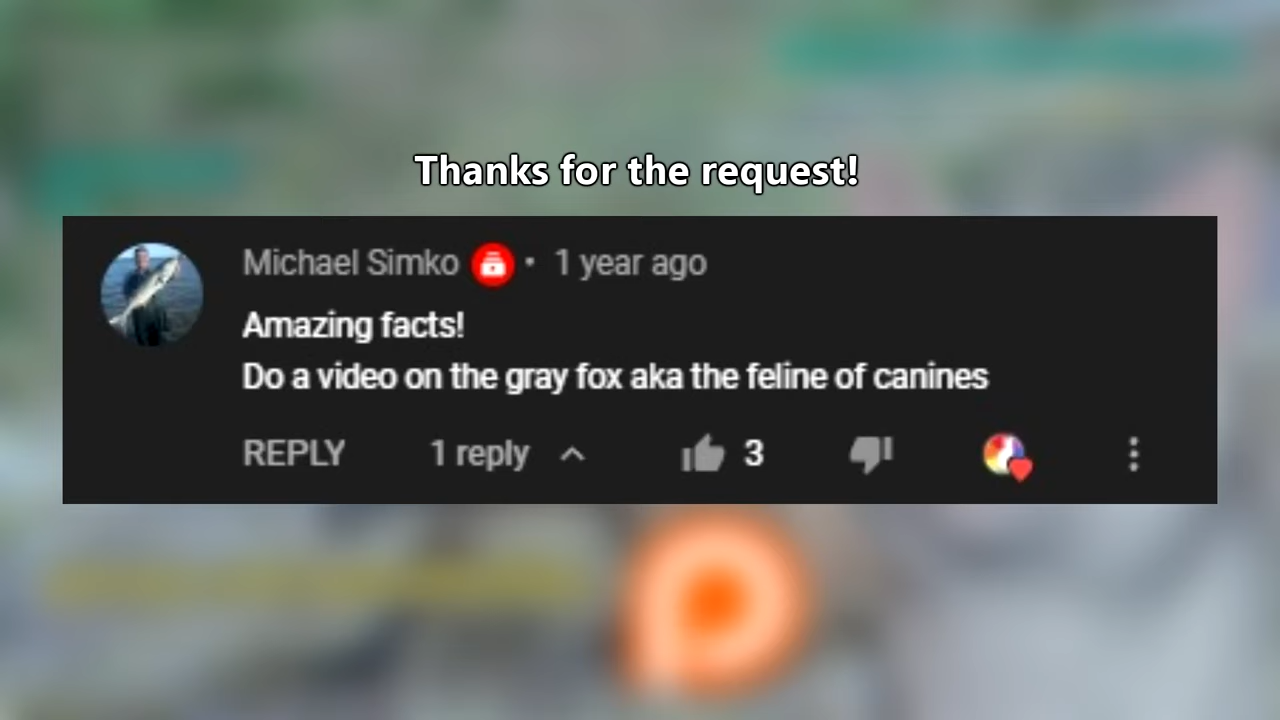 Thanks for the request!
Michael Simko • 1 year ago
Amazing facts!
Do a video on the gray fox aka the feline of canines
REPLY 1 reply 3